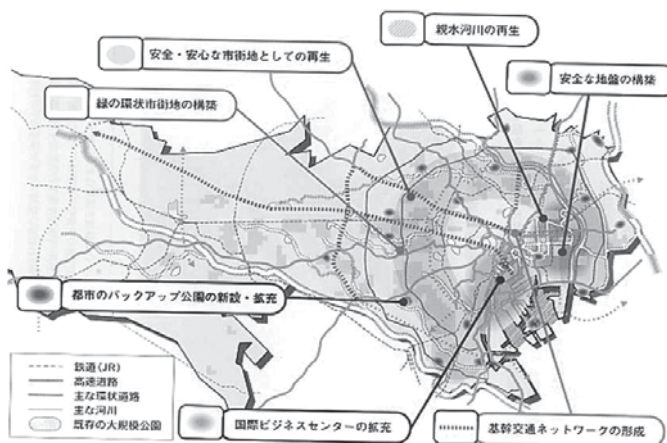 親水河川の再生
安全・安心な市街地としての再生
安全な地盤の構築
緑の環状市街地の構築
都市のバックアップ公園の新設・拡充
鉄道(JR)
高速道路
主な環状道路
主な河川
既存の大規模公園
国際ビジネスセンターの拡充
基幹交通ネットワークの形成